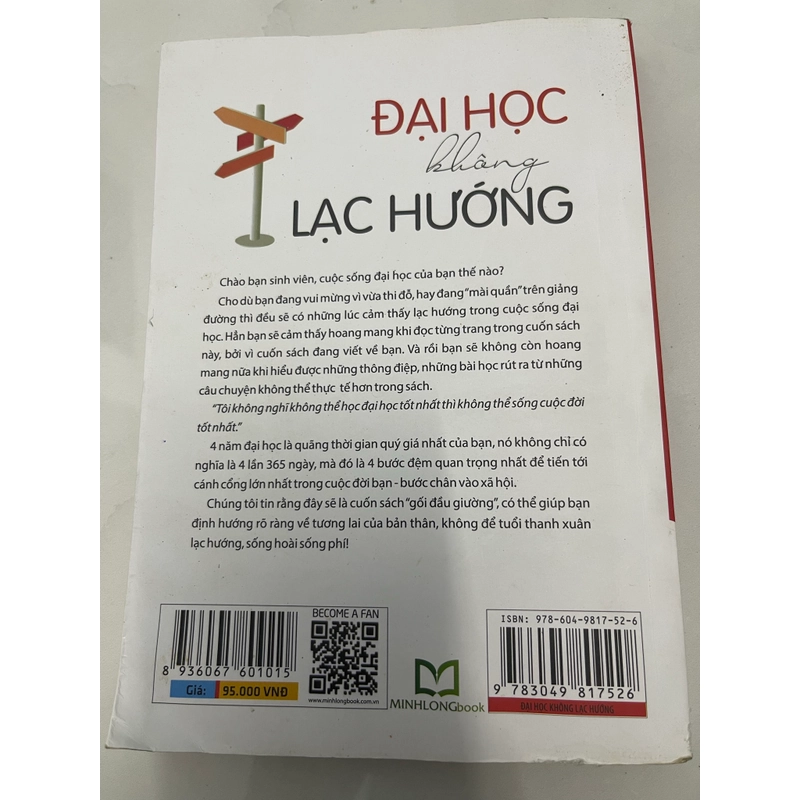 ĐẠI HỌC
không
LẠC HƯỚNG
Chào bạn sinh viên, cuộc sống đại học của bạn thế nào?
Cho dù bạn đang vui mừng vì vừa thi đỗ, hay đang "mài quần" trên giảng
đường thì đều sẽ có những lúc cảm thấy lạc hướng trong cuộc sống đại
học. Hẳn bạn sẽ cảm thấy hoang mang khi đọc từng trang trong cuốn sách
này, bởi vì cuốn sách đang viết về bạn. Và rồi bạn sẽ không còn hoang
mang nữa khi hiểu được những thông điệp, những bài học rút ra từ những
câu chuyện không thể thực tế hơn trong sách.
"Tôi không nghĩ không thể học đại học tốt nhất thì không thể sống cuộc đời
tốt nhất."
4 năm đại học là quãng thời gian quý giá nhất của bạn, nó không chỉ có
nghĩa là 4 lần 365 ngày, mà đó là 4 bước đệm quan trọng nhất để tiến tới
cánh cổng lớn nhất trong cuộc đời bạn - bước chân vào xã hội.
Chúng tôi tin rằng đây sẽ là cuốn sách "gối đầu giường", có thể giúp bạn
định hướng rõ ràng về tương lai của bản thân, không để tuổi thanh xuân
lạc hướng, sống hoài sống phí!
8 936067 601015
Giá: 95.000 VNĐ
BECOME A FAN
www.minhlongbook.com.vn
MINHLONGbook
ISBN: 978-604-9817-52-6
9 783049 817526
ĐẠI HỌC KHÔNG LẠC HƯỚNG